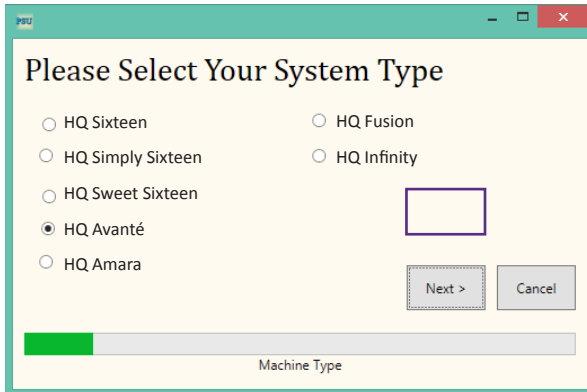 PSU
Please Select Your System Type
HQ Sixteen
HQ Simply Sixteen
HQ Sweet Sixteen
HQ Avanté
HQ Amara
HQ Fusion
HQ Infinity
Next >
Cancel
Machine Type